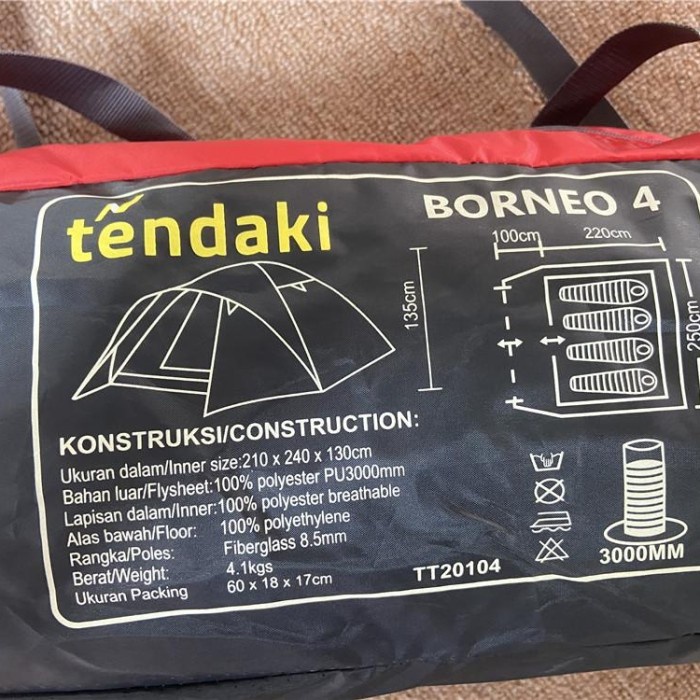 tendaki
BORNEO 4
100cm 220cm
135cm
250cm
KONSTRUKSI/CONSTRUCTION:
Ukuran dalam/Inner size:210 x 240 x 130cm
Bahan luar/Flysheet:100% polyester PU3000mm
Lapisan dalam/Inner:100% polyester breathable
Alas bawah/Floor: 100% polyethylene
Rangka/Poles: Fiberglass 8.5mm
Berat/Weight: 4.1kgs
Ukuran Packing 60 x 18 x 17cm
TT20104
3000MM